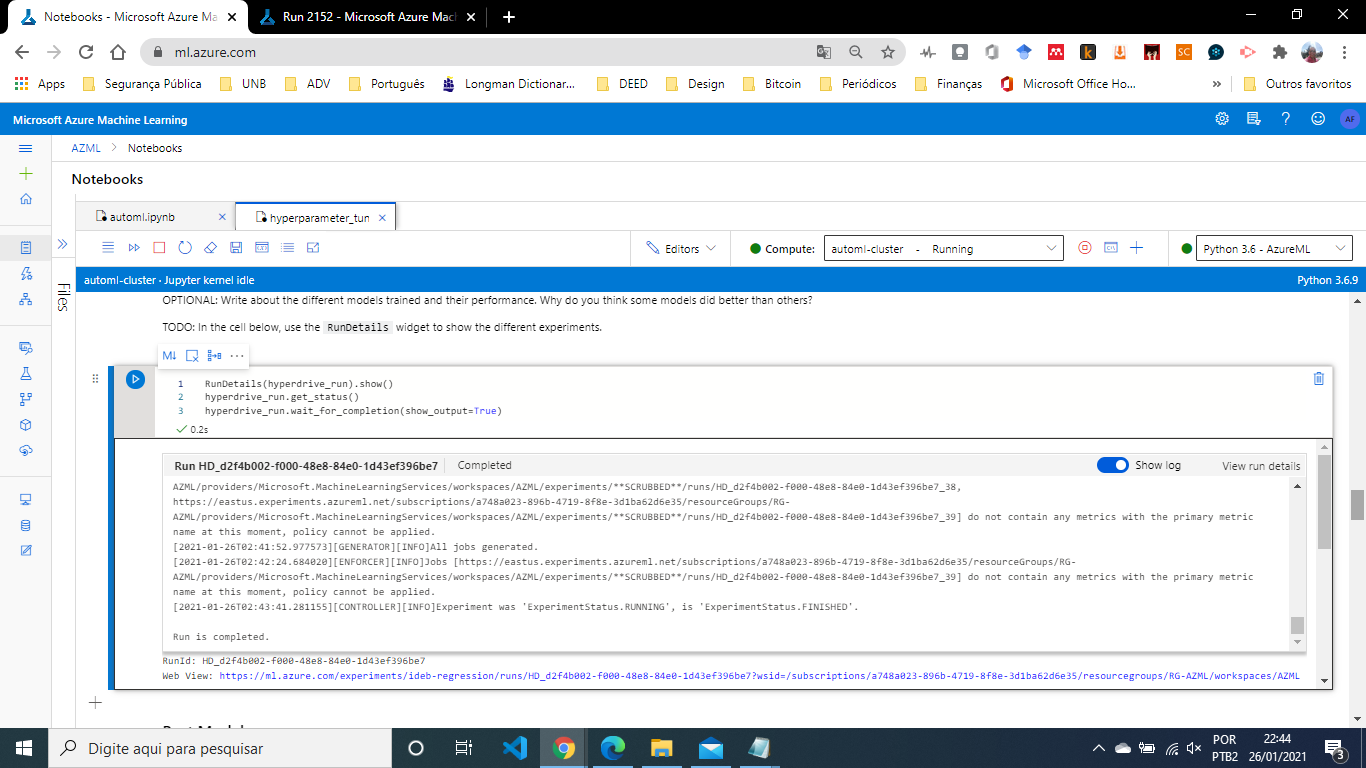 Notebooks - Microsoft Azure Ma
Run 2152 - Microsoft Azure Mach
ml.azure.com
Apps
Segurança Pública
UNB
ADV
Português
Longman Dictionar...
DEED
Design
Bitcoin
Periódicos
Finanças
Microsoft Office Ho...
»
Outros favoritos
Microsoft Azure Machine Learning
AF
AZML > Notebooks
Notebooks
automl.ipynb
hyperparameter_tun
Editors
Compute:
automl-cluster - Running
Python 3.6 - AzureML
Files
automl-cluster · Jupyter kernel idle
Python 3.6.9
OPTIONAL: Write about the different models trained and their performance. Why do you think some models did better than others?
TODO: In the cell below, use the RunDetails widget to show the different experiments.
M↓
1 RunDetails(hyperdrive_run).show()
2 hyperdrive_run.get_status()
3 hyperdrive_run.wait_for_completion(show_output=True)
0.2s
Run HD_d2f4b002-f000-48e8-84e0-1d43ef396be7
Completed
Show log
View run details
AZML/providers/Microsoft.MachineLearningServices/workspaces/AZML/experiments/**SCRUBBED**/runs/HD_d2f4b002-f000-48e8-84e0-1d43ef396be7_38,
https://eastus.experiments.azureml.net/subscriptions/a748a023-896b-4719-8f8e-3d1ba62d6e35/resourceGroups/RG-
AZML/providers/Microsoft.MachineLearningServices/workspaces/AZML/experiments/**SCRUBBED**/runs/HD_d2f4b002-f000-48e8-84e0-1d43ef396be7_39] do not contain any metrics with the primary metric
name at this moment, policy cannot be applied.
[2021-01-26T02:41:52.977573][GENERATOR][INFO]All jobs generated.
[2021-01-26T02:42:24.684020][ENFORCER][INFO]Jobs [https://eastus.experiments.azureml.net/subscriptions/a748a023-896b-4719-8f8e-3d1ba62d6e35/resourceGroups/RG-
AZML/providers/Microsoft.MachineLearningServices/workspaces/AZML/experiments/**SCRUBBED**/runs/HD_d2f4b002-f000-48e8-84e0-1d43ef396be7_39] do not contain any metrics with the primary metric
name at this moment, policy cannot be applied.
[2021-01-26T02:43:41.281155][CONTROLLER][INFO]Experiment was 'ExperimentStatus.RUNNING', is 'ExperimentStatus.FINISHED'.
Run is completed.
RunId: HD_d2f4b002-f000-48e8-84e0-1d43ef396be7
Web View: https://ml.azure.com/experiments/ideb-regression/runs/HD_d2f4b002-f000-48e8-84e0-1d43ef396be7?wsid=/subscriptions/a748a023-896b-4719-8f8e-3d1ba62d6e35/resourcegroups/RG-AZML/workspaces/AZML
Digite aqui para pesquisar
POR
PTB2
22:44
26/01/2021
3